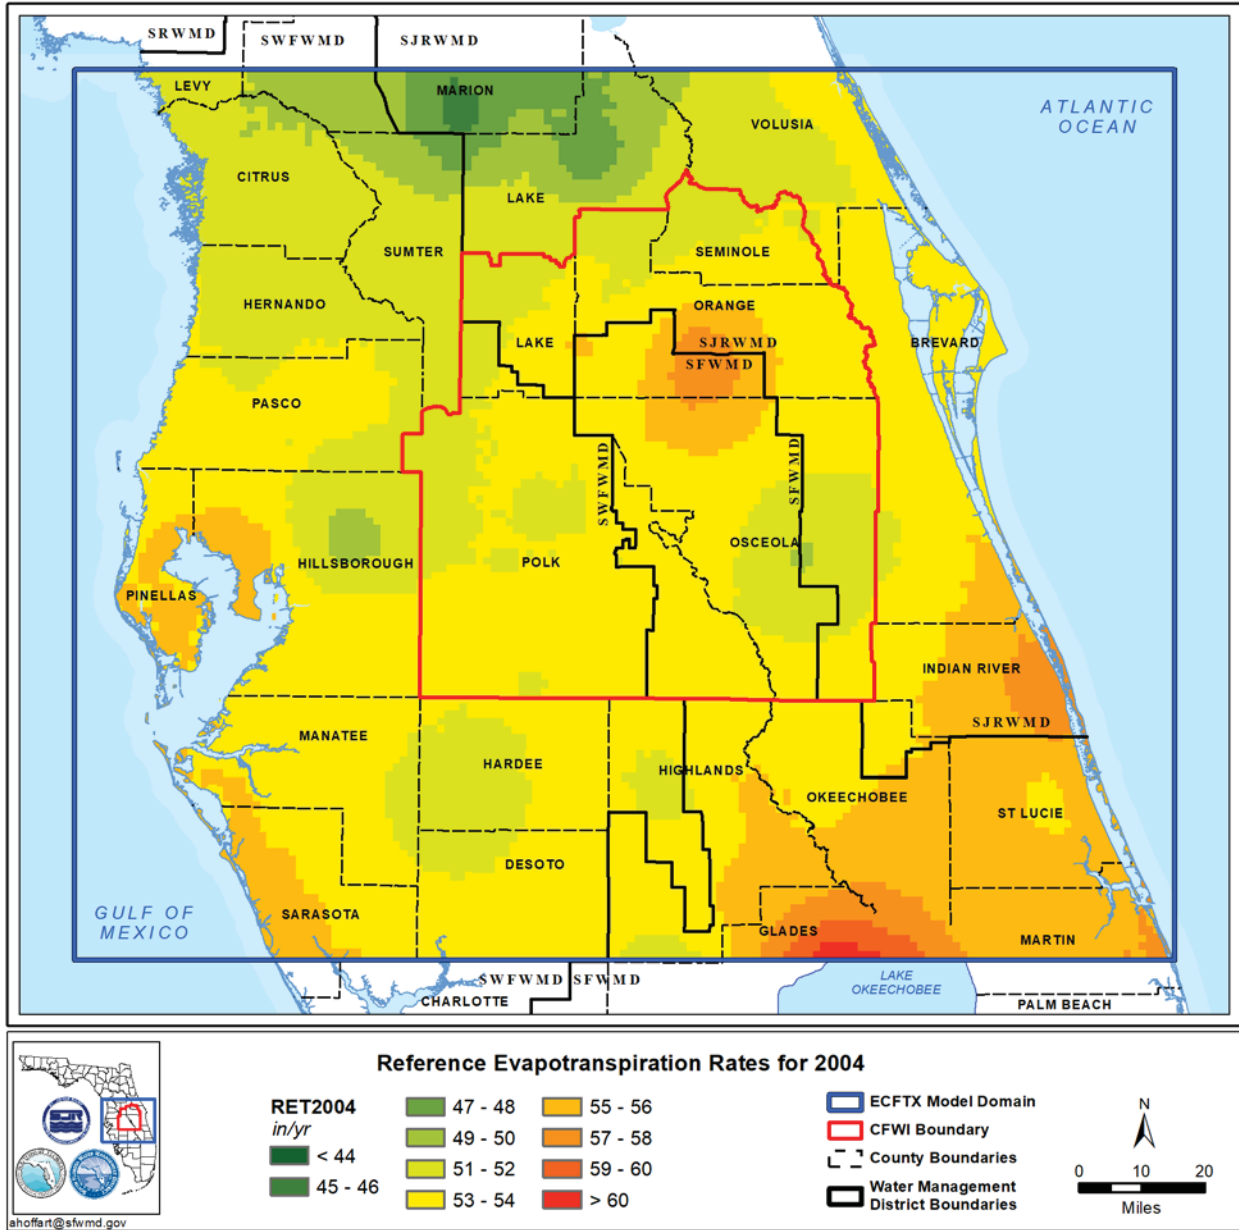 SRWMD
SWFWMD
SJRWMD
LEVY
MARION
ATLANTIC
OCEAN
VOLUSIA
CITRUS
LAKE
SUMTER
SEMINOLE
HERNANDO
ORANGE
LAKE
SJRWMD
BREVARD
SFWMD
PASCO
SWFWMD
SFWMD
OSCEOLA
HILLSBOROUGH
POLK
PINELLAS
INDIAN RIVER
SJRWMD
MANATEE
HARDEE
HIGHLANDS
OKEECHOBEE
ST LUCIE
DESOTO
GULF OF
MEXICO
SARASOTA
GLADES
MARTIN
SWFWMD
SFWMD
LAKE
OKEECHOBEE
CHARLOTTE
PALM BEACH
Reference Evapotranspiration Rates for 2004
RET2004
in/yr
< 44
45 - 46
47 - 48
49 - 50
51 - 52
53 - 54
55 - 56
57 - 58
59 - 60
> 60
ECFTX Model Domain
CFWI Boundary
County Boundaries
Water Management
District Boundaries
N
0 10 20
Miles
SJR
ahoffart@sfwmd.gov